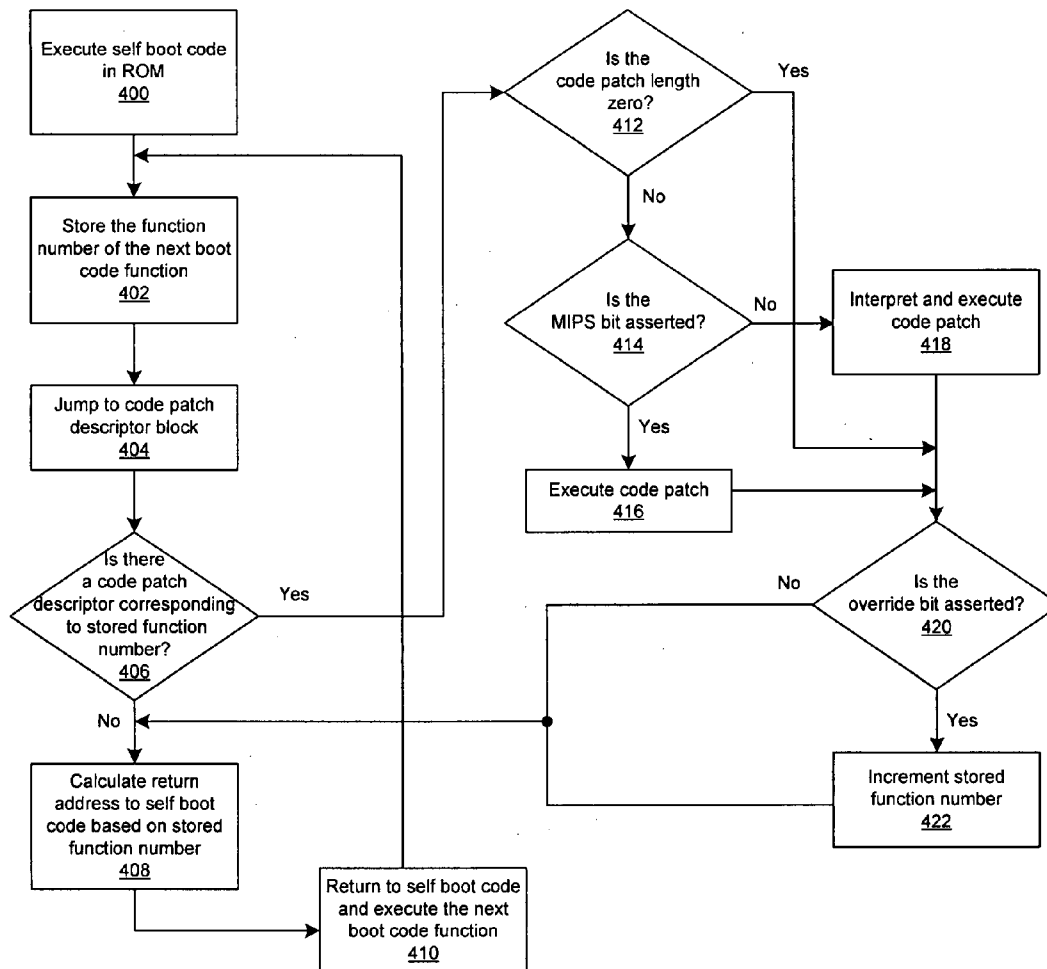 Execute self boot code
in ROM
400
Store the function
number of the next boot
code function
402
Jump to code patch
descriptor block
404
Is there
a code patch
descriptor corresponding
to stored function
number?
406
Yes
No
Calculate return
address to self boot
code based on stored
function number
408
Return to self boot code
and execute the next
boot code function
410
Is the
code patch length
zero?
412
Yes
No
Is the
MIPS bit asserted?
414
No
Yes
Execute code patch
416
Interpret and execute
code patch
418
Is the
override bit asserted?
420
No
Yes
Increment stored
function number
422